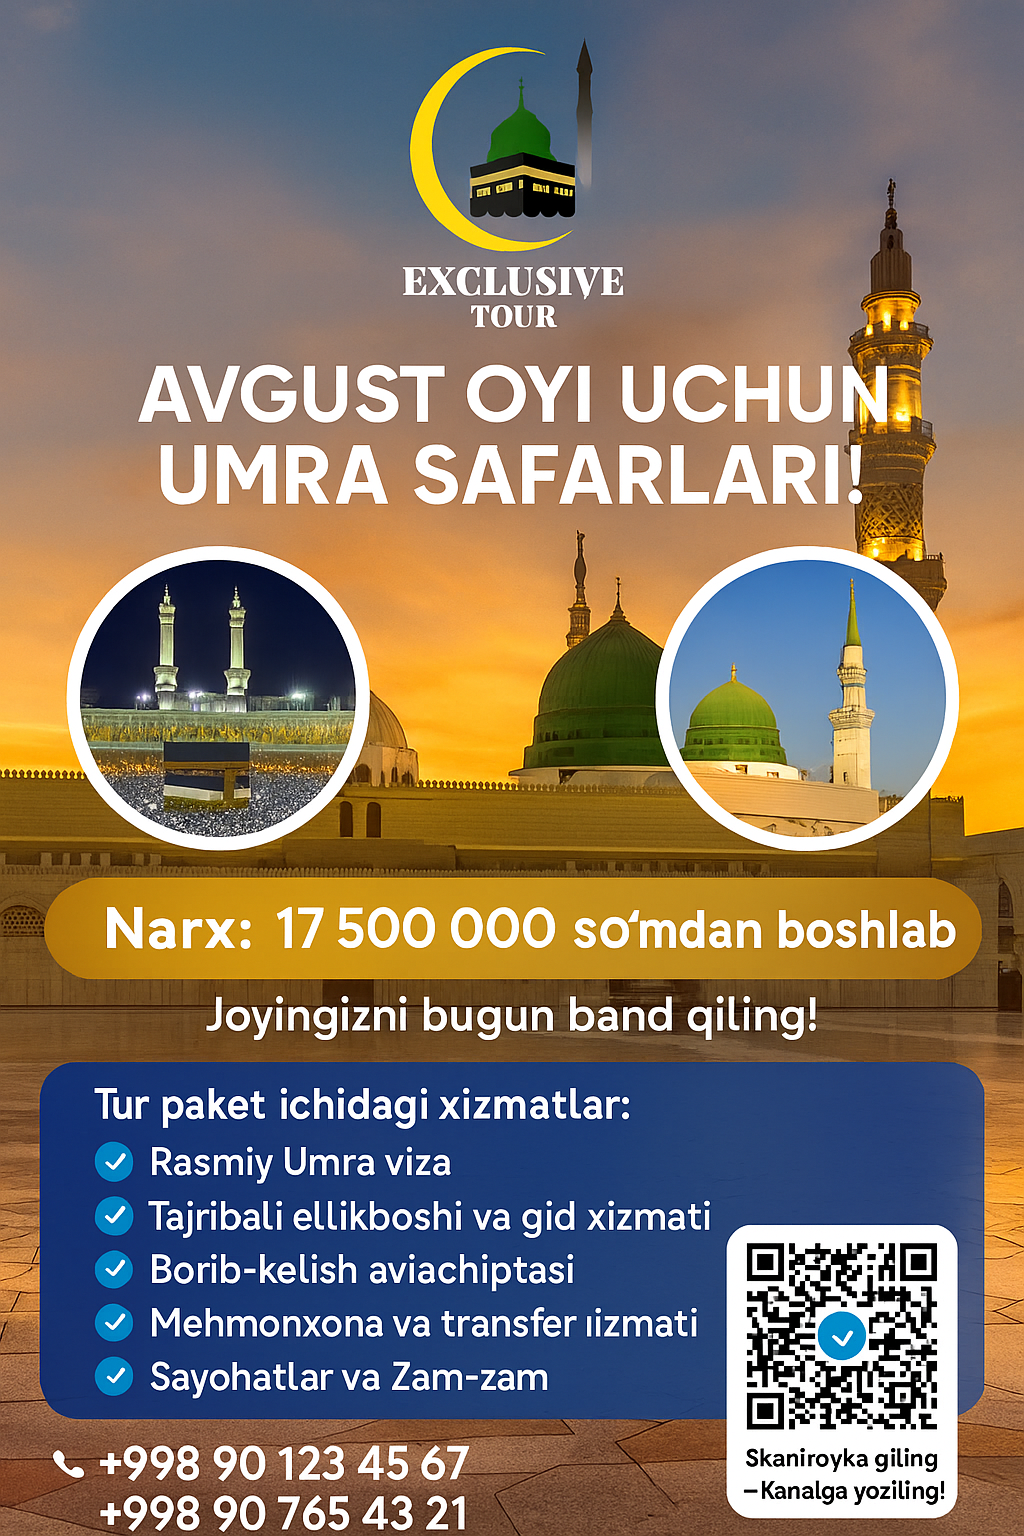 EXCLUSIVE
TOUR
AVGUST OYI UCHUN
UMRA SAFARLARI!
Narx: 17 500 000 so‘mdan boshlab
Joyingizni bugun band qiling!
Tur paket ichidagi xizmatlar:
Rasmiy Umra viza
Tajribali ellikboshi va gid xizmati
Borib-kelish aviachiptasi
Mehmonxona va transfer iizmati
Sayohatlar va Zam-zam
Skaniroyka giling
–Kanalga yoziling!
+998 90 123 45 67
+998 90 765 43 21